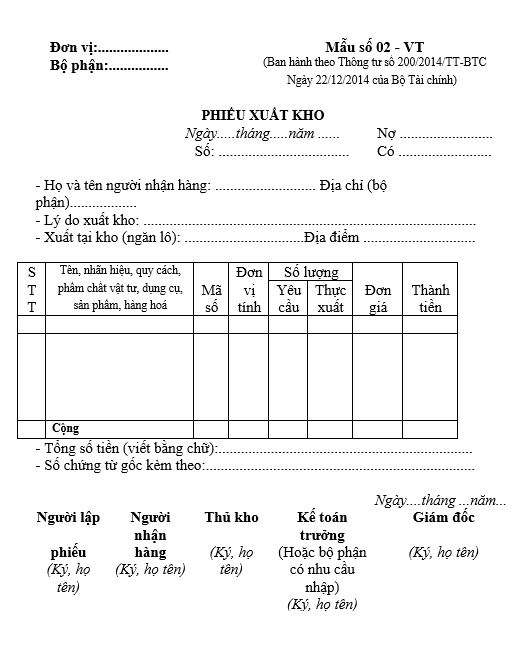 Đơn vị:...................
Mẫu số 02 - VT
Bộ phận:................
(Ban hành theo Thông tư số 200/2014/TT-BTC
Ngày 22/12/2014 của Bộ Tài chính)
PHIẾU XUẤT KHO
Ngày.....tháng.....năm ......
Nợ .........................
Số: ...................................
Có .........................
- Họ và tên người nhận hàng: ........................... Địa chỉ (bộ
phận)..................
- Lý do xuất kho: .........................................................................................
- Xuất tại kho (ngăn lô): ................................Địa điểm ..............................
S
T
T
Tên, nhãn hiệu, quy cách,
phẩm chất vật tư, dụng cụ,
sản phẩm, hàng hoá
Mã
số
Đơn
vị
tính
Số lượng
Yêu
cầu
Thực
xuất
Đơn
giá
Thành
tiền
Cộng
- Tổng số tiền (viết bằng chữ):....................................................................
- Số chứng từ gốc kèm theo:........................................................................
Ngày....tháng ...năm...
Người lập
phiếu
(Ký, họ
tên)
Người
nhận
hàng
(Ký, họ tên)
Thủ kho
(Ký, họ
tên)
Kế toán
trưởng
(Hoặc bộ phận
có nhu cầu
nhập)
(Ký, họ tên)
Giám đốc
(Ký, họ tên)